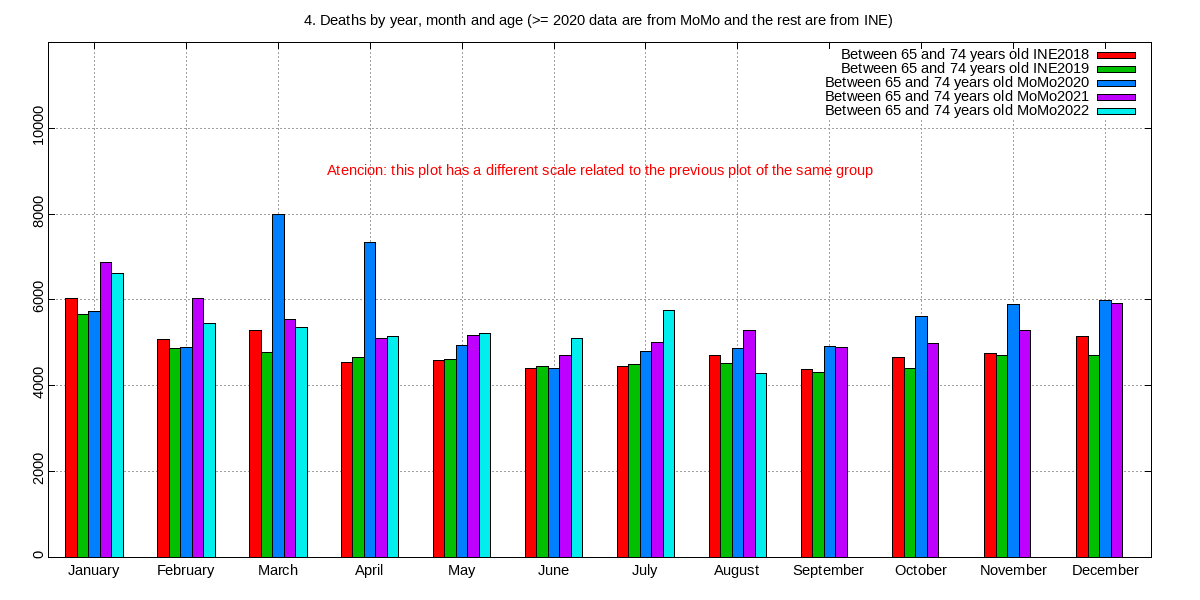 4. Deaths by year, month and age (>= 2020 data are from MoMo and the rest are from INE)
Between 65 and 74 years old INE2018
Between 65 and 74 years old INE2019
Between 65 and 74 years old MoMo2020
Between 65 and 74 years old MoMo2021
Between 65 and 74 years old MoMo2022
Atencion: this plot has a different scale related to the previous plot of the same group
10000
8000
6000
4000
2000
0
January February March April May June July August September October November December